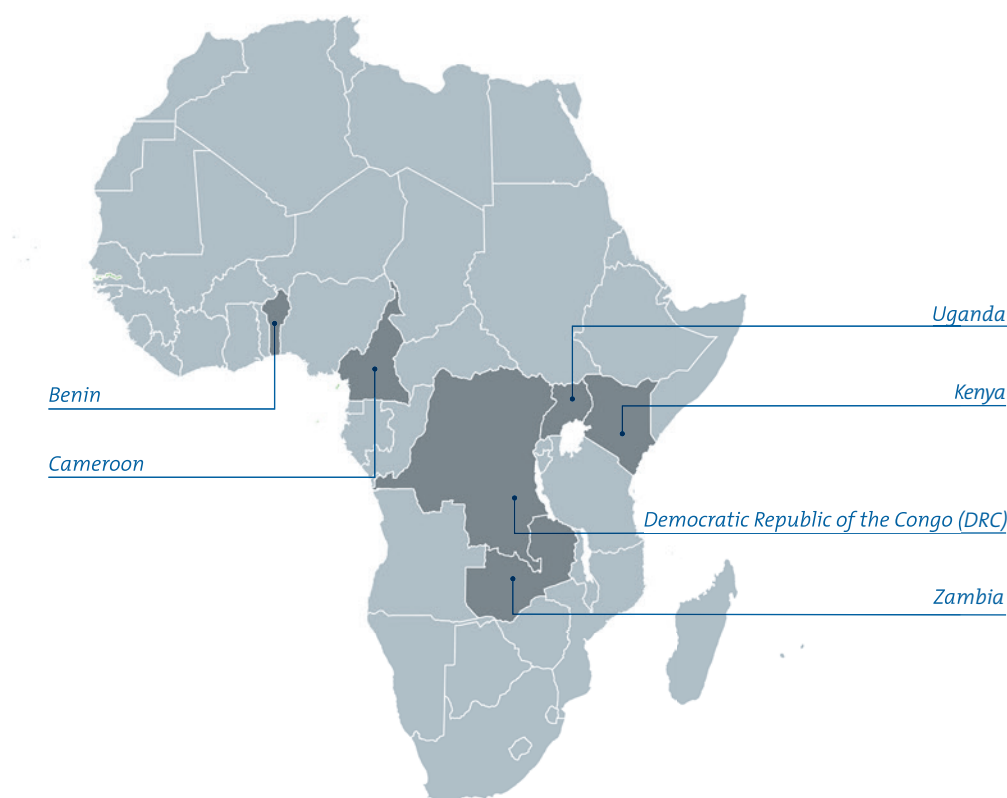 Uganda
Benin
Kenya
Cameroon
Democratic Republic of the Congo (DRC)
Zambia